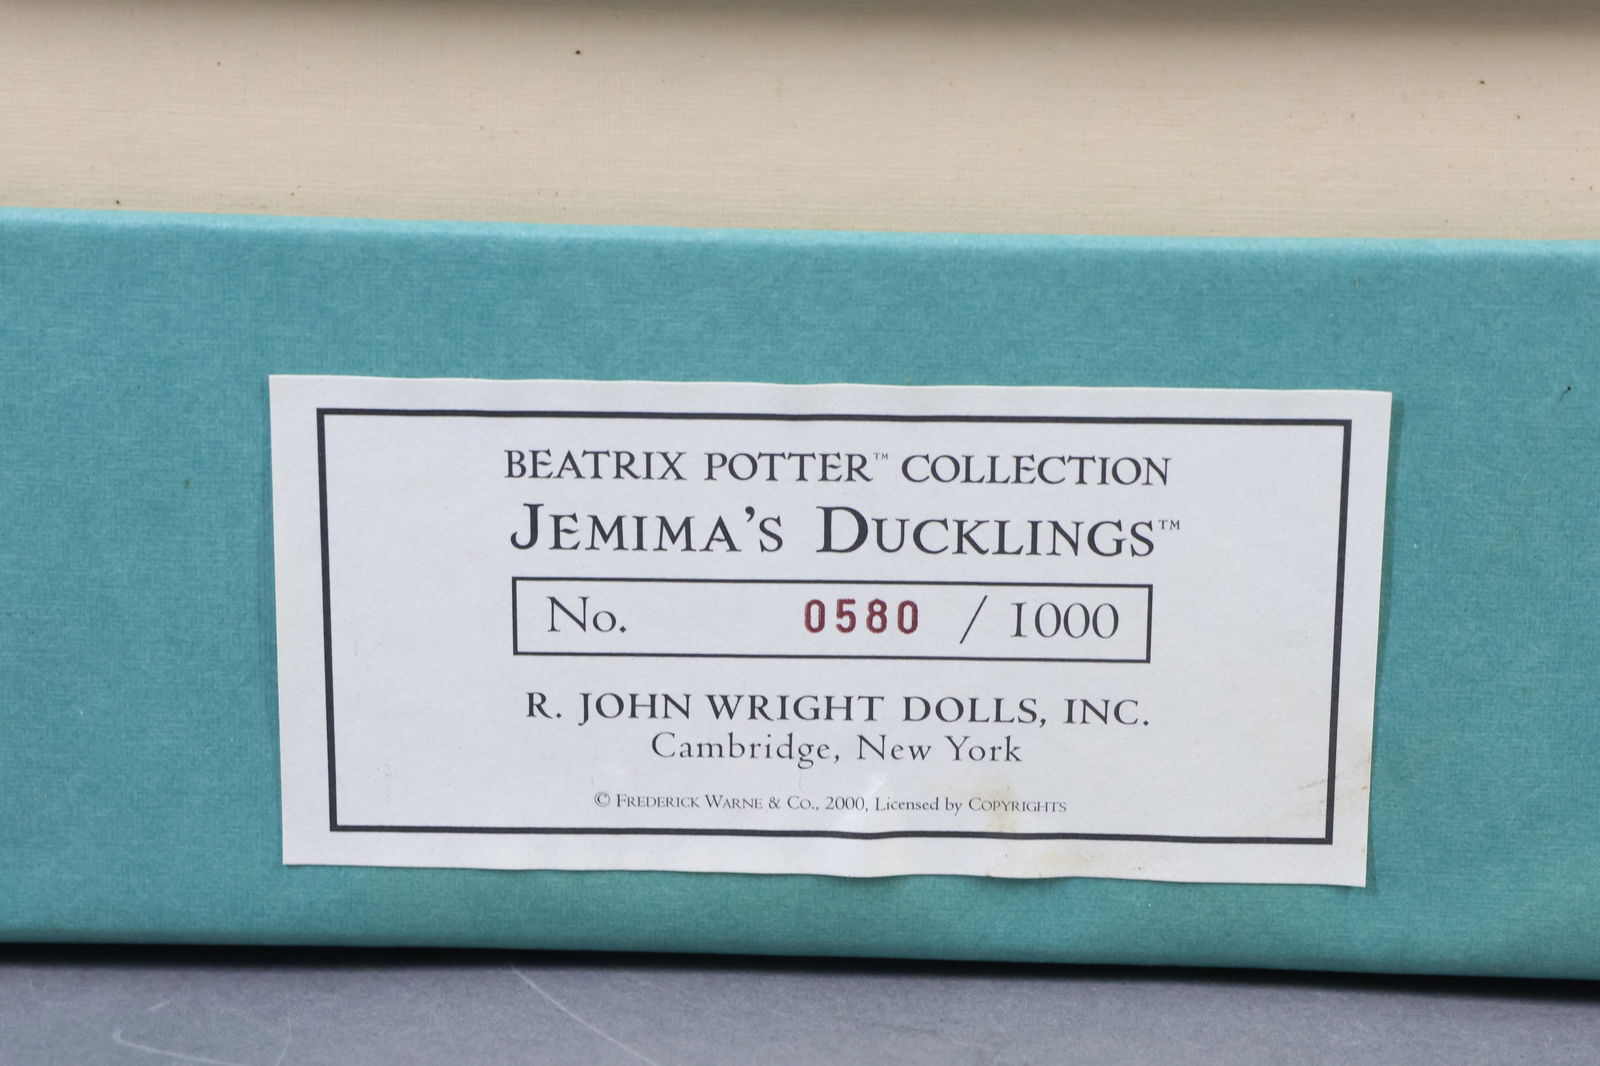 BEATRIX POTTER™ COLLECTION
JEMIMA'S DUCKLINGS™
No. 0580 / 1000
R. JOHN WRIGHT DOLLS, INC.
Cambridge, New York
© FREDERICK WARNE & CO., 2000, Licensed by COPYRIGHTS